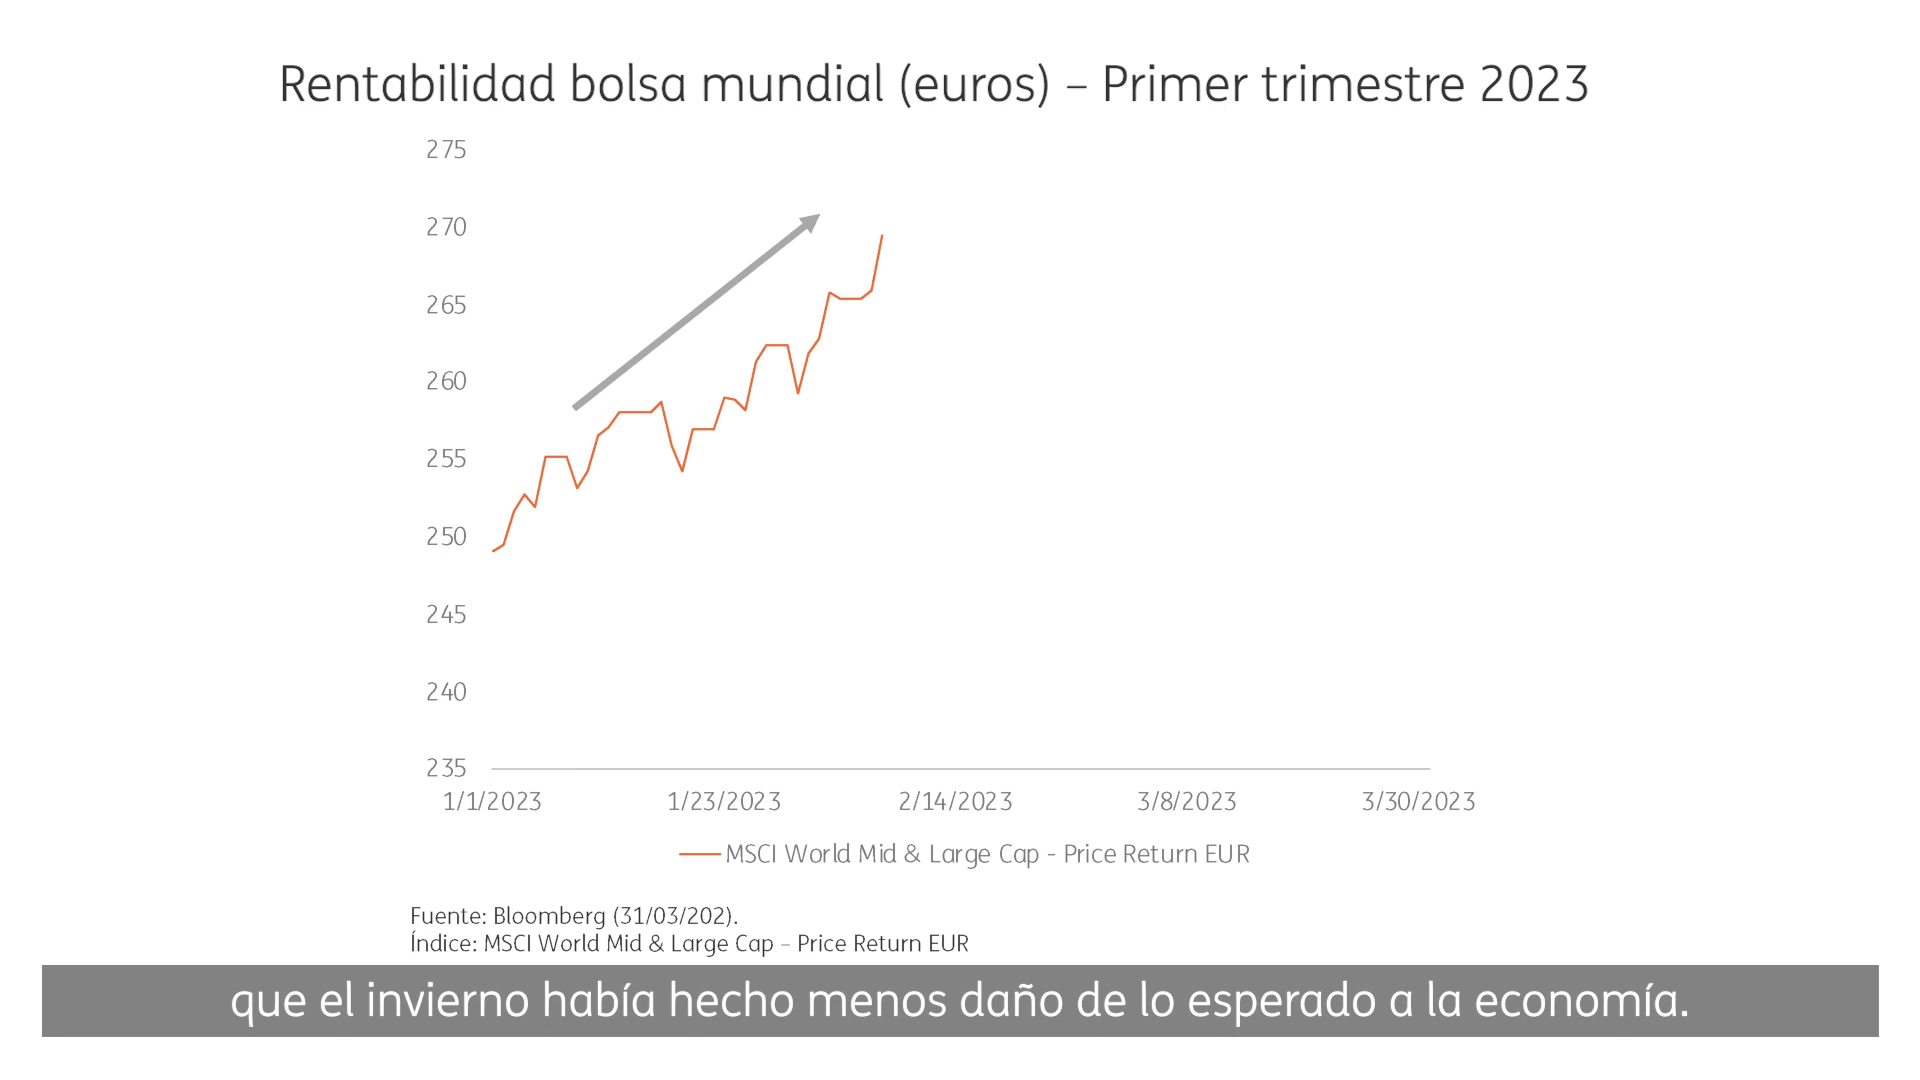 Rentabilidad bolsa mundial (euros) – Primer trimestre 2023
275
270
265
260
255
250
245
240
235
1/1/2023 1/23/2023 2/14/2023 3/8/2023 3/30/2023
MSCI World Mid & Large Cap - Price Return EUR
Fuente: Bloomberg (31/03/202).
Índice: MSCI World Mid & Large Cap – Price Return EUR
que el invierno había hecho menos daño de lo esperado a la economía.